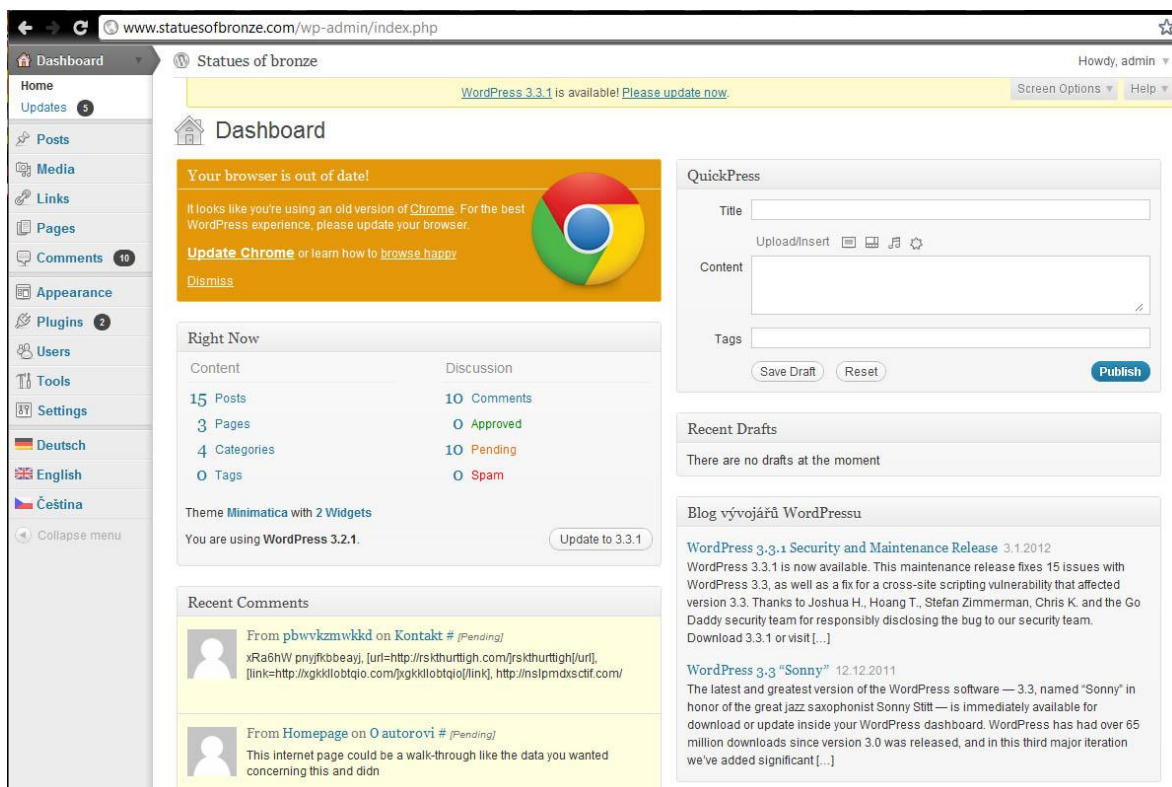 www.statuesofbronze.com/wp-admin/index.php
Dashboard
Home
Updates 5
Posts
Media
Links
Pages
Comments 10
Appearance
Plugins 2
Users
Tools
Settings
Deutsch
English
Čeština
Collapse menu
Statues of bronze
Howdy, admin
WordPress 3.3.1 is available! Please update now.
Screen Options
Help
Dashboard
Your browser is out of date!
It looks like you're using an old version of Chrome. For the best
WordPress experience, please update your browser.
Update Chrome or learn how to browse happy
Dismiss
Right Now
Content
15 Posts
3 Pages
4 Categories
0 Tags
Discussion
10 Comments
0 Approved
10 Pending
0 Spam
Theme Minimatica with 2 Widgets
You are using WordPress 3.2.1.
Update to 3.3.1
Recent Comments
From pbwvkzmwkkd on Kontakt # [Pending]
xRa6hW pnyjfkbbeayj, [url=http://rskthurttigh.com/]rskthurttigh[/url],
[link=http://xgkkllobtqio.com/]xgkkllobtqio[/link], http://nslpmdxsctif.com/
From Homepage on O autorovi # [Pending]
This internet page could be a walk-through like the data you wanted
concerning this and didn
QuickPress
Title
Upload/Insert
Content
Tags
Save Draft
Reset
Publish
Recent Drafts
There are no drafts at the moment
Blog vývojářů WordPressu
WordPress 3.3.1 Security and Maintenance Release 3.1.2012
WordPress 3.3.1 is now available. This maintenance release fixes 15 issues with
WordPress 3.3, as well as a fix for a cross-site scripting vulnerability that affected
version 3.3. Thanks to Joshua H., Hoang T., Stefan Zimmerman, Chris K. and the Go
Daddy security team for responsibly disclosing the bug to our security team.
Download 3.3.1 or visit [...]
WordPress 3.3 “Sonny” 12.12.2011
The latest and greatest version of the WordPress software — 3.3, named “Sonny” in
honor of the great jazz saxophonist Sonny Stitt — is immediately available for
download or update inside your WordPress dashboard. WordPress has had over 65
million downloads since version 3.0 was released, and in this third major iteration
we’ve added significant [...]